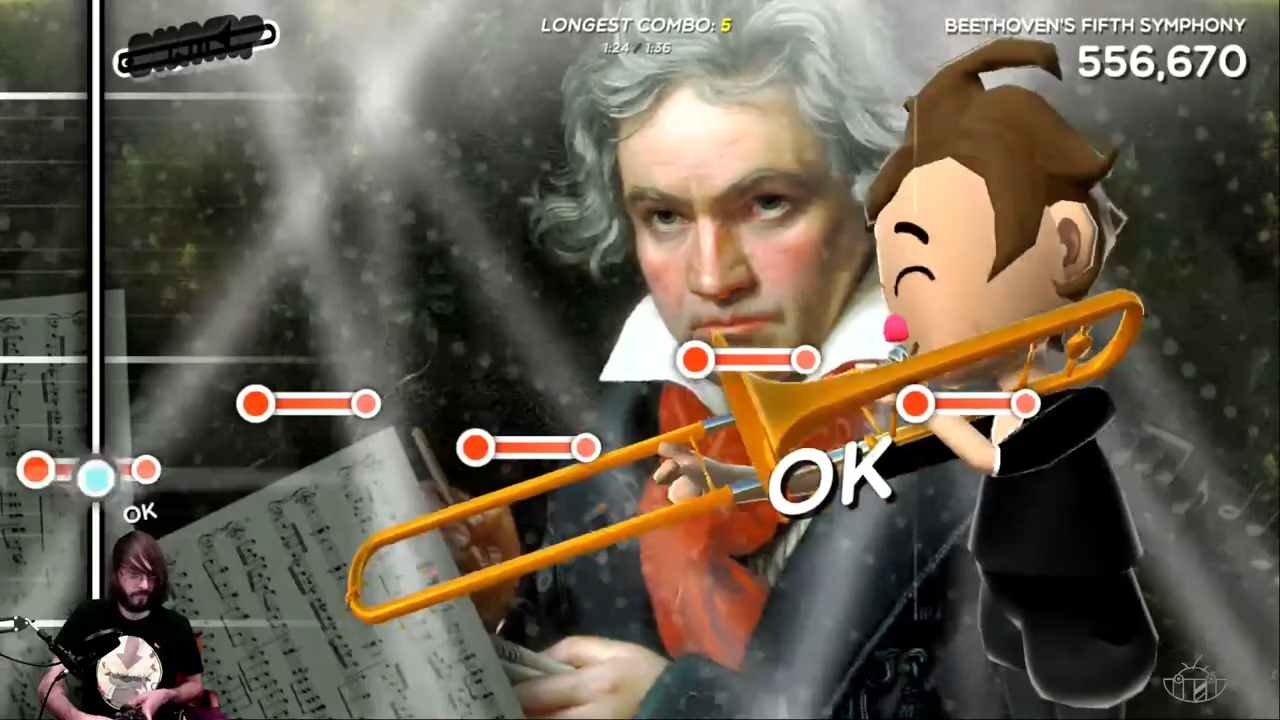 LONGEST COMBO: 5
1:24 / 1:36
BEETHOVEN'S FIFTH SYMPHONY
556,670
OK
OK